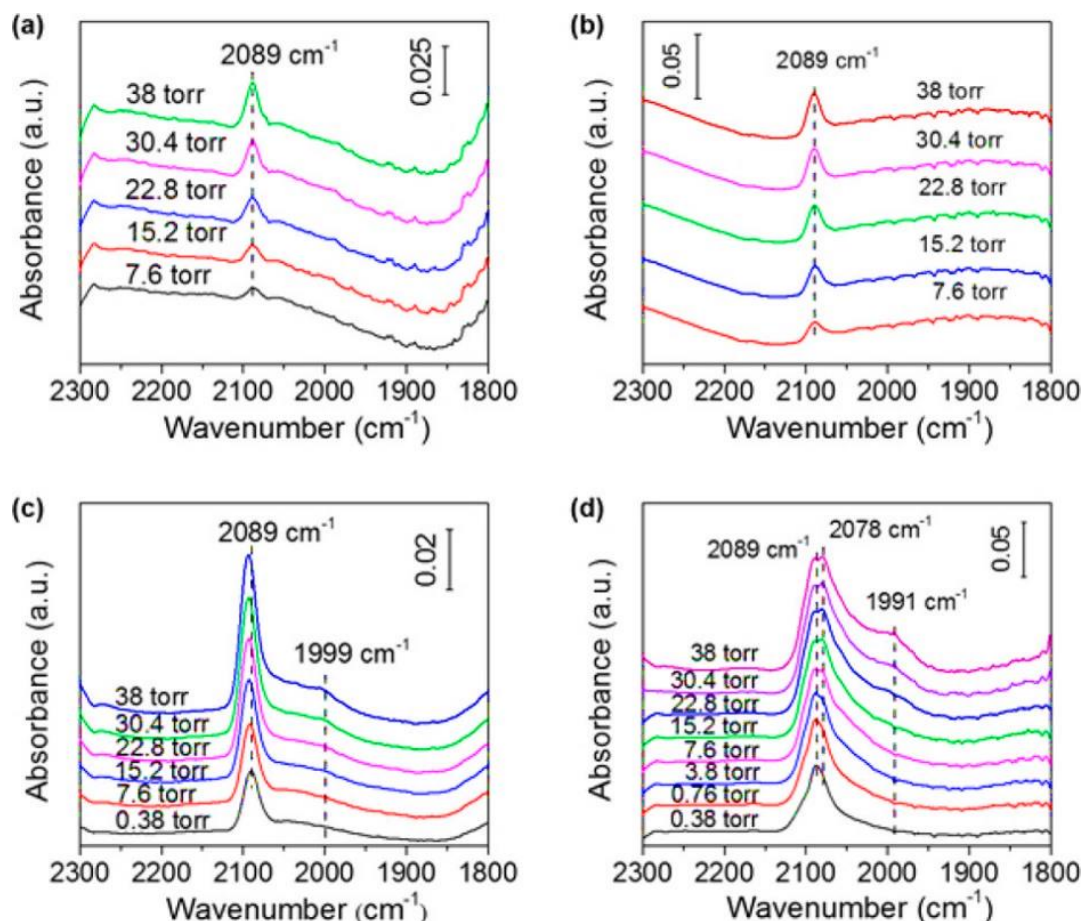 (a)
2089 cm-1
0.025
38 torr
30.4 torr
22.8 torr
15.2 torr
7.6 torr
Absorbance (a.u.)
2300 2200 2100 2000 1900 1800
Wavenumber (cm-1)
(b)
0.05
2089 cm-1
38 torr
30.4 torr
22.8 torr
15.2 torr
7.6 torr
Absorbance (a.u.)
2300 2200 2100 2000 1900 1800
Wavenumber (cm-1)
(c)
2089 cm-1
0.02
1999 cm-1
38 torr
30.4 torr
22.8 torr
15.2 torr
7.6 torr
0.38 torr
Absorbance (a.u.)
2300 2200 2100 2000 1900 1800
Wavenumber (cm-1)
(d)
2089 cm-1
2078 cm-1
0.05
1991 cm-1
38 torr
30.4 torr
22.8 torr
15.2 torr
7.6 torr
3.8 torr
0.76 torr
0.38 torr
Absorbance (a.u.)
2300 2200 2100 2000 1900 1800
Wavenumber (cm-1)